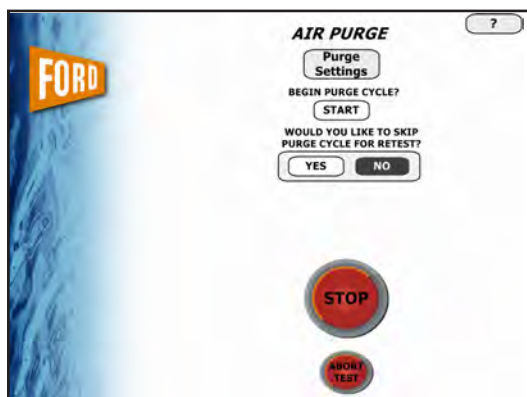 ?
AIR PURGE
FORD
Purge
Settings
BEGIN PURGE CYCLE?
START
WOULD YOU LIKE TO SKIP
PURGE CYCLE FOR RETEST?
YES NO
STOP
ABORT
TEST